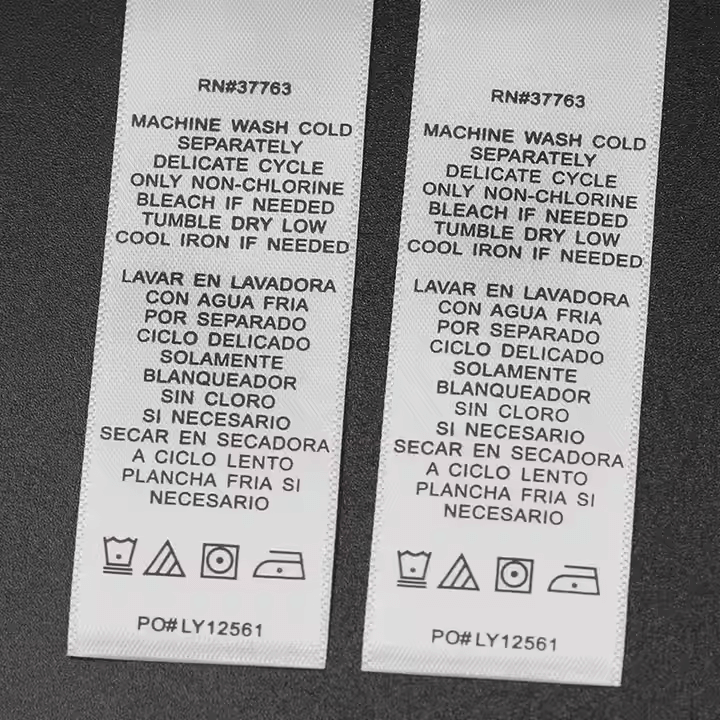 RN#37763
MACHINE WASH COLD
SEPARATELY
DELICATE CYCLE
ONLY NON-CHLORINE
BLEACH IF NEEDED
TUMBLE DRY LOW
COOL IRON IF NEEDED
LAVAR EN LAVADORA
CON AGUA FRIA
POR SEPARADO
CICLO DELICADO
SOLAMENTE
BLANQUEADOR
SIN CLORO
SI NECESARIO
SECAR EN SECADORA
A CICLO LENTO
PLANCHA FRIA SI
NECESARIO
PO# LY12561
RN#37763
MACHINE WASH COLD
SEPARATELY
DELICATE CYCLE
ONLY NON-CHLORINE
BLEACH IF NEEDED
TUMBLE DRY LOW
COOL IRON IF NEEDED
LAVAR EN LAVADORA
CON AGUA FRIA
POR SEPARADO
CICLO DELICADO
SOLAMENTE
BLANQUEADOR
SIN CLORO
SI NECESARIO
SECAR EN SECADORA
A CICLO LENTO
PLANCHA FRIA SI
NECESARIO
PO# LY12561